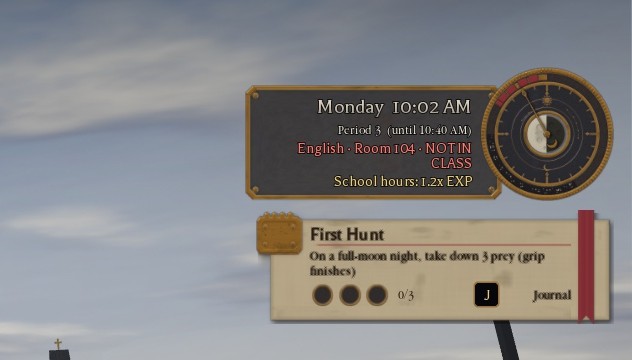 Monday 10:02 AM
Period 3 (until 10:40 AM)
English · Room 104 · NOT IN
CLASS
School hours: 1.2x EXP
First Hunt
On a full-moon night, take down 3 prey (grip
finishes)
0/3 J Journal